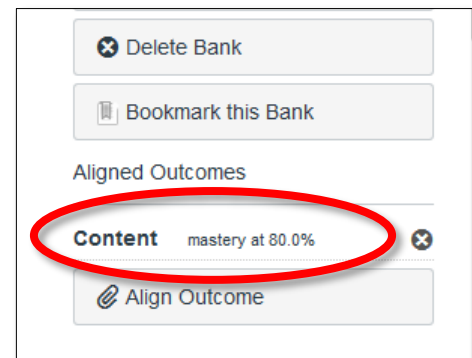 Delete Bank
Bookmark this Bank
Aligned Outcomes
Content mastery at 80.0%
Align Outcome